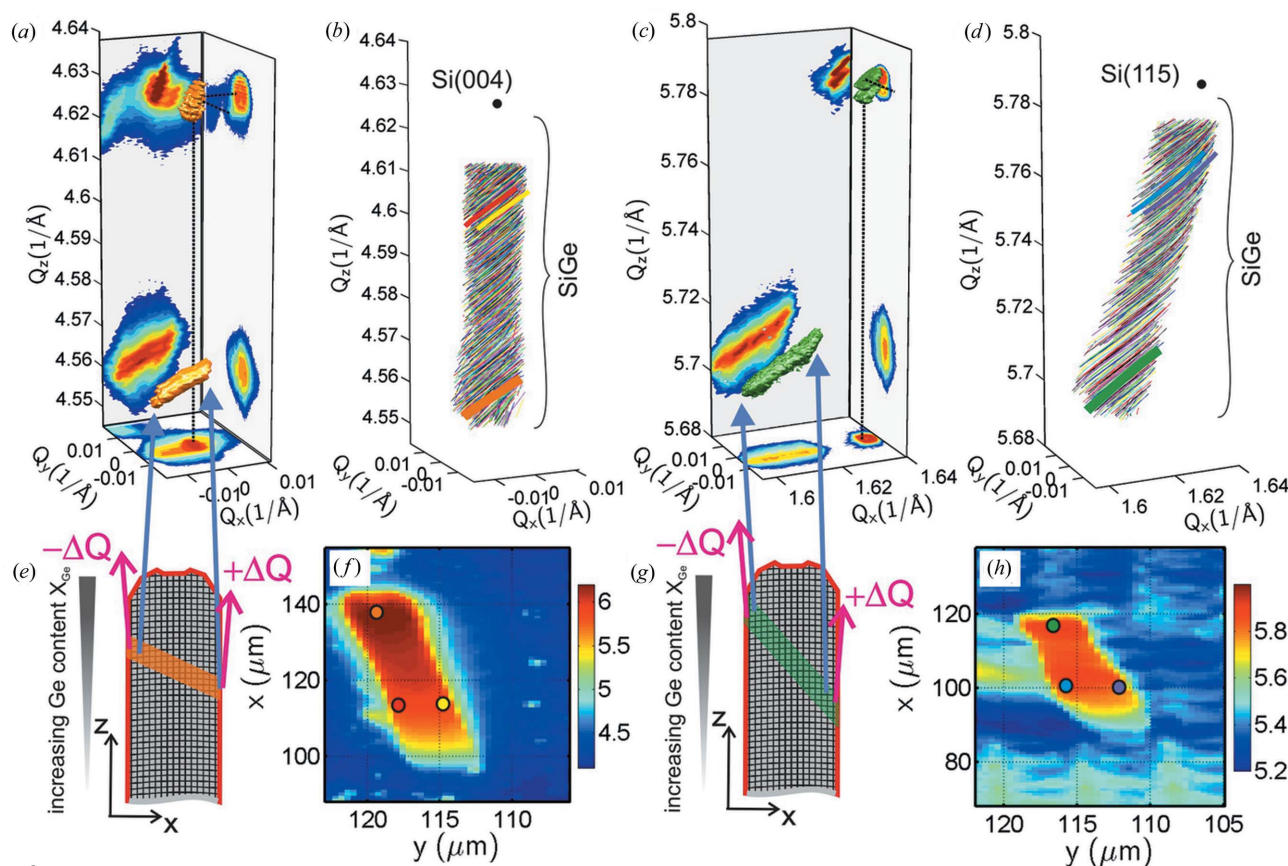 (a)
4.64
4.63
4.62
4.61
4.6
4.59
4.58
4.57
4.56
4.55
Qz(1/Å)
0.01
0
-0.01
Qy(1/Å)
-0.01
0
0.01
Qx(1/Å)
(b)
4.64
4.63
4.62
4.61
4.6
4.59
4.58
4.57
4.56
4.55
Qz(1/Å)
Si(004)
SiGe
0.01
0
-0.01
Qy(1/Å)
-0.01
0
0.01
Qx(1/Å)
(c)
5.8
5.78
5.76
5.74
5.72
5.7
5.68
Qz(1/Å)
0.01
0
-0.01
Qy(1/Å)
1.6
1.62
1.64
Qx(1/Å)
(d)
5.8
5.78
5.76
5.74
5.72
5.7
5.68
Qz(1/Å)
Si(115)
SiGe
0.01
0
-0.01
Qy(1/Å)
1.6
1.62
1.64
Qx(1/Å)
(e)
−ΔQ
+ΔQ
increasing Ge content XGe
z
x
(f)
140
120
100
x (μm)
120
115
110
y (μm)
6
5.5
5
4.5
(g)
−ΔQ
+ΔQ
increasing Ge content XGe
z
x
(h)
120
100
80
x (μm)
120
115
110
105
y (μm)
5.8
5.6
5.4
5.2